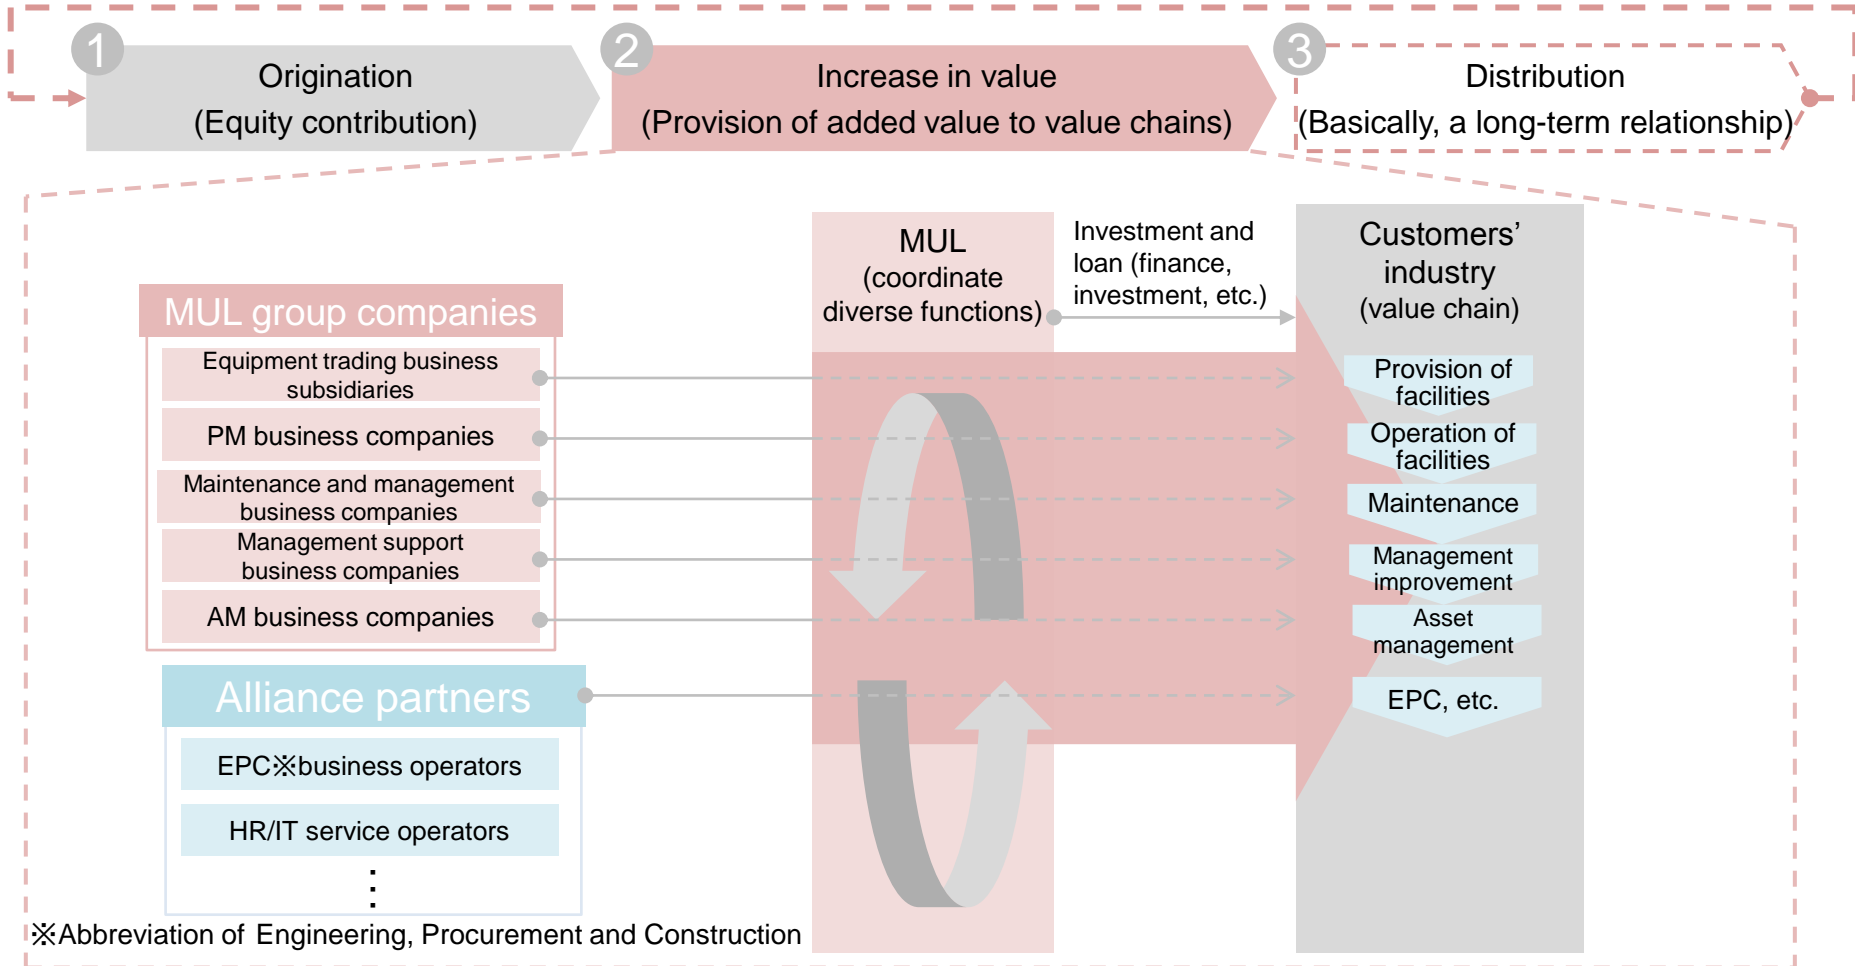 1
Origination
(Equity contribution)
2
Increase in value
(Provision of added value to value chains)
3
Distribution
(Basically, a long-term relationship)
MUL group companies
Equipment trading business
subsidiaries
PM business companies
Maintenance and management
business companies
Management support
business companies
AM business companies
Alliance partners
EPC※business operators
HR/IT service operators
⋮
※Abbreviation of Engineering, Procurement and Construction
MUL
(coordinate
diverse functions)
Investment and
loan (finance,
investment, etc.)
Customers’
industry
(value chain)
Provision of
facilities
Operation of
facilities
Maintenance
Management
improvement
Asset
management
EPC, etc.